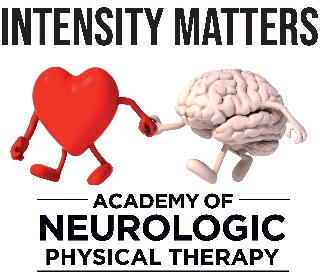 INTENSITY MATTERS
ACADEMY OF
NEUROLOGIC
PHYSICAL THERAPY